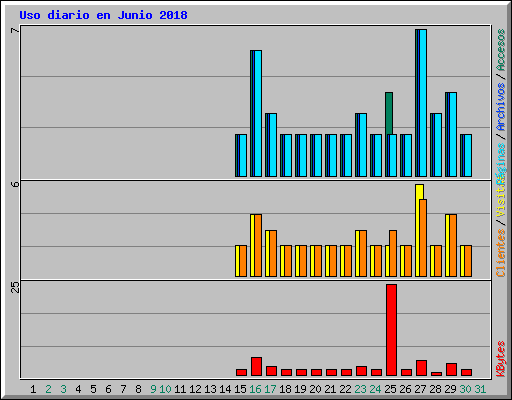 Uso diario en Junio 2018
7
6
25
KBytes
Clientes / Visitas
Páginas / Archivos / Accesos
1 2 3 4 5 6 7 8 9 10 11 12 13 14 15 16 17 18 19 20 21 22 23 24 25 26 27 28 29 30 31